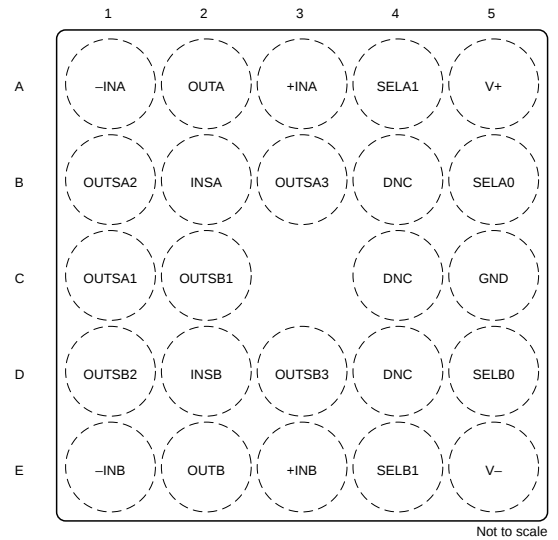 1 2 3 4 5
A –INA OUTA +INA SELA1 V+
B OUTSA2 INSA OUTSA3 DNC SELA0
C OUTSA1 OUTSB1 DNC GND
D OUTSB2 INSB OUTSB3 DNC SELB0
E –INB OUTB +INB SELB1 V–
Not to scale